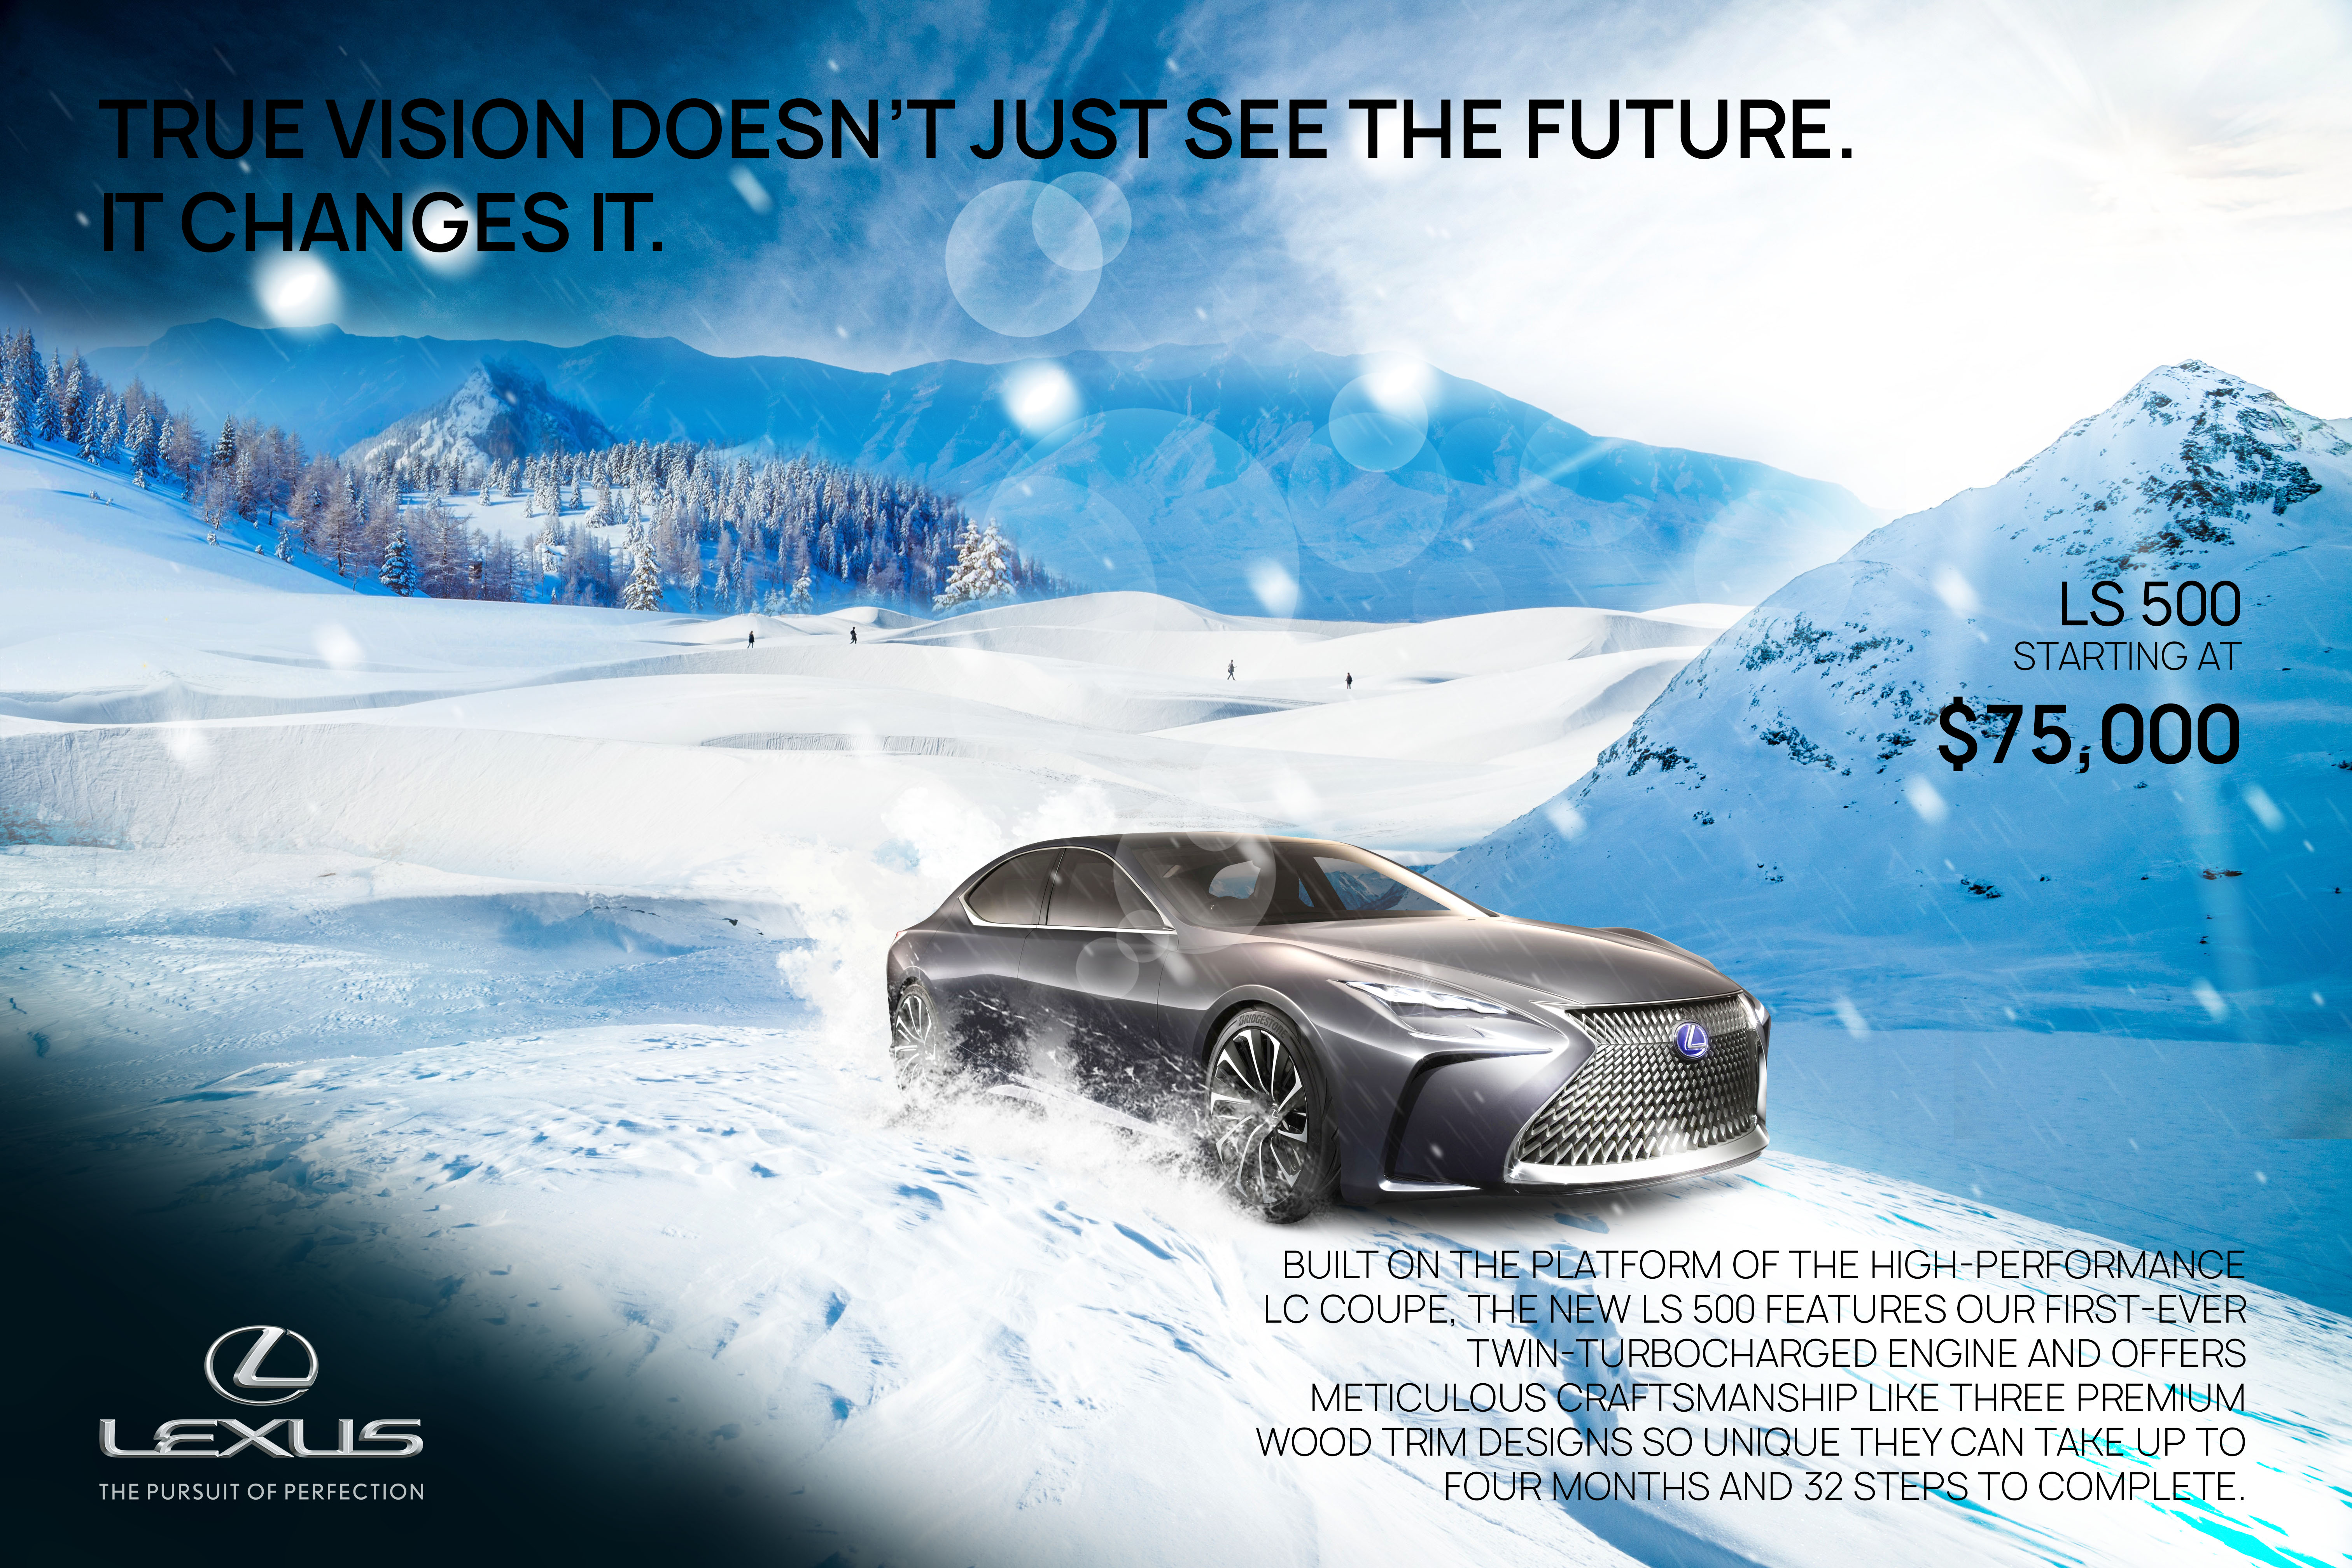 TRUE VISION DOESN’T JUST SEE THE FUTURE.
IT CHANGES IT.
LS 500
STARTING AT
$75,000
BRIDGESTONE
BUILT ON THE PLATFORM OF THE HIGH-PERFORMANCE
LC COUPE, THE NEW LS 500 FEATURES OUR FIRST-EVER
TWIN-TURBOCHARGED ENGINE AND OFFERS
METICULOUS CRAFTSMANSHIP LIKE THREE PREMIUM
WOOD TRIM DESIGNS SO UNIQUE THEY CAN TAKE UP TO
FOUR MONTHS AND 32 STEPS TO COMPLETE.
LEXUS
THE PURSUIT OF PERFECTION